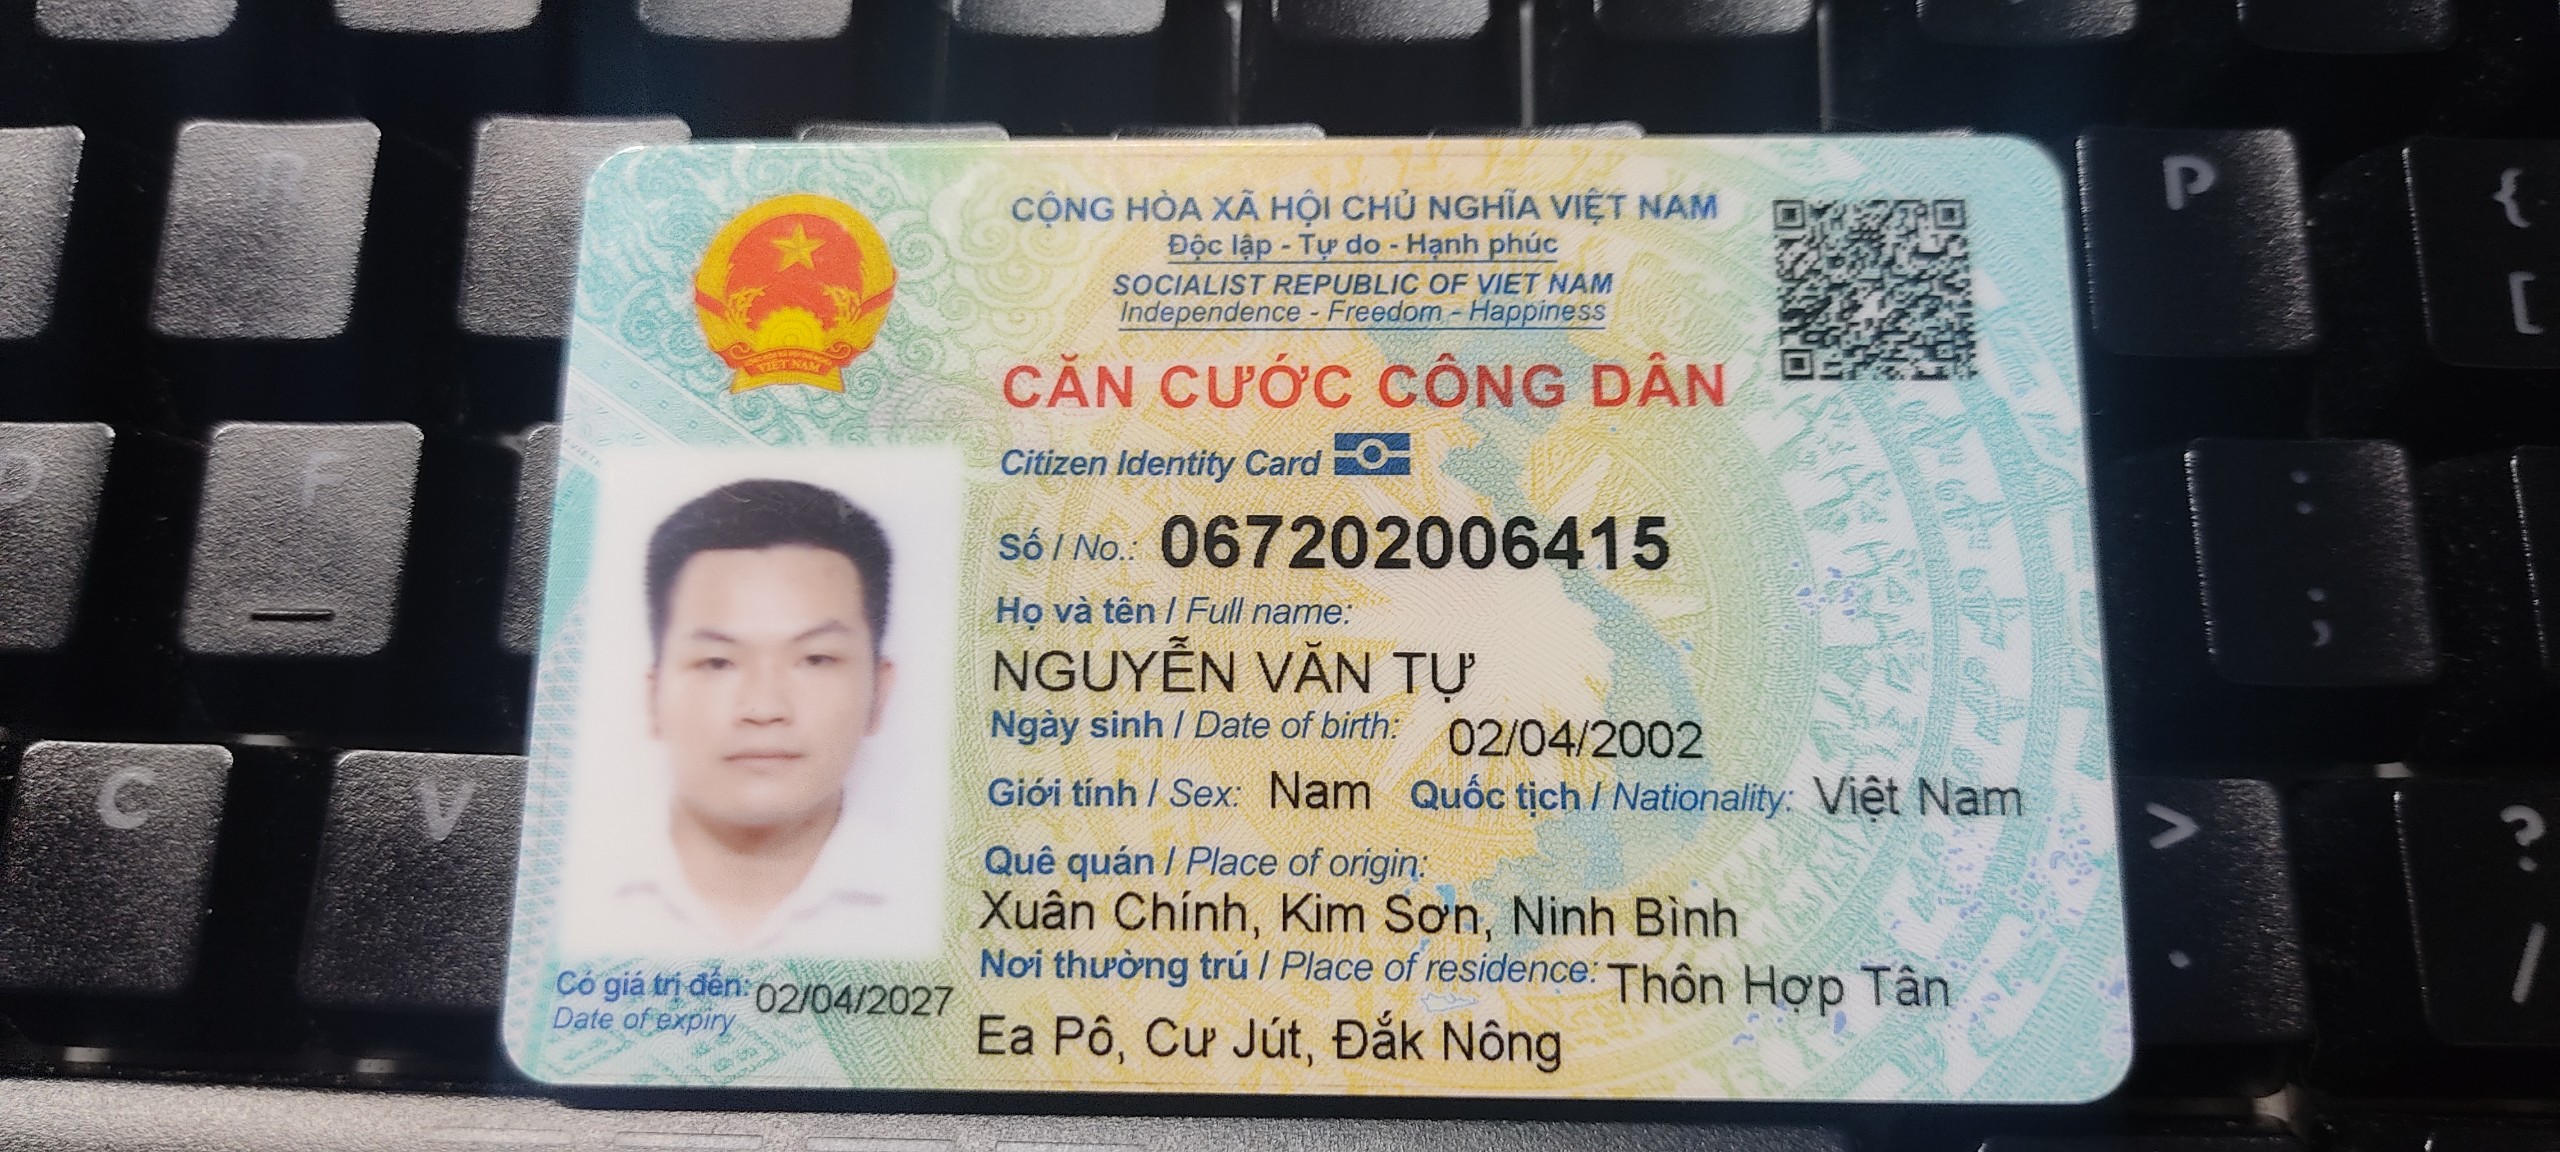 CỘNG HÒA XÃ HỘI CHỦ NGHĨA VIỆT NAM
Độc lập - Tự do - Hạnh phúc
SOCIALIST REPUBLIC OF VIET NAM
Independence - Freedom - Happiness
CĂN CƯỚC CÔNG DÂN
Citizen Identity Card
Số / No.: 067202006415
Họ và tên / Full name:
NGUYỄN VĂN TỰ
Ngày sinh / Date of birth: 02/04/2002
Giới tính / Sex: Nam Quốc tịch / Nationality: Việt Nam
Quê quán / Place of origin:
Xuân Chính, Kim Sơn, Ninh Bình
Nơi thường trú / Place of residence: Thôn Hợp Tân
Ea Pô, Cư Jút, Đắk Nông
Có giá trị đến: 02/04/2027
Date of expiry
VIỆT NAM
R
P
{
[
D
F
:
;
C
V
>
.
?
/